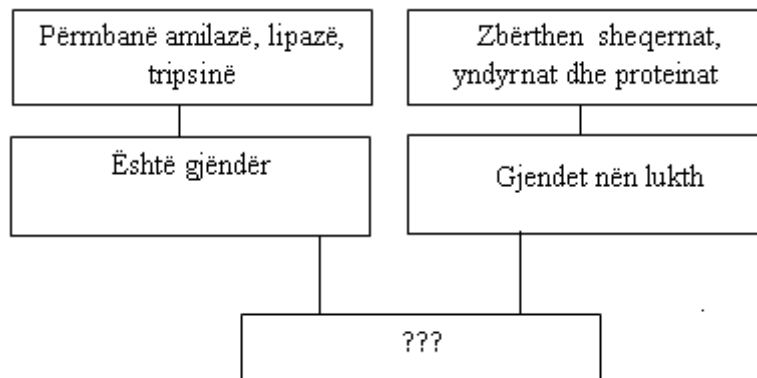 Përmbanë amilazë, lipazë,
tripsinë
Zbërthen sheqernat,
yndyrnat dhe proteinat
Është gjëndër
Gjendet nën lukth
???